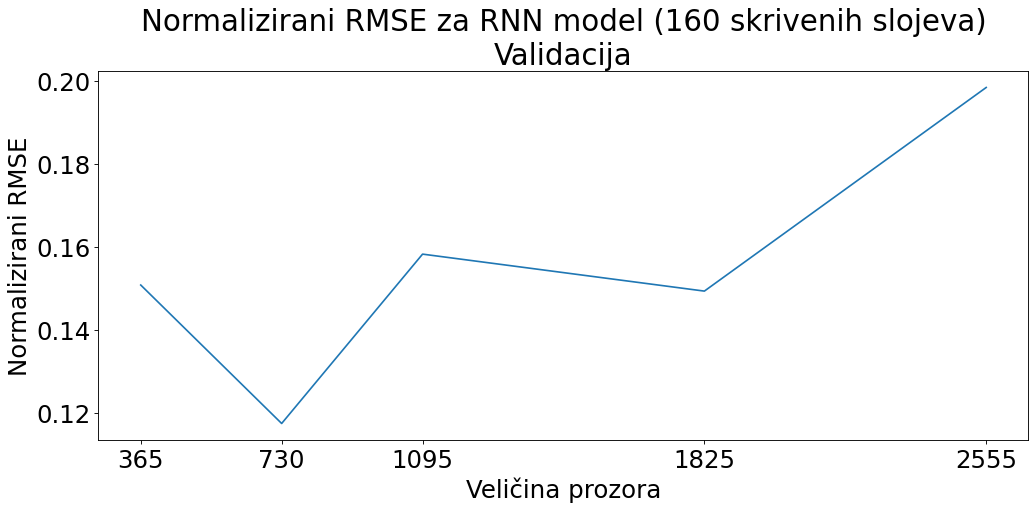 Normalizirani RMSE za RNN model (160 skrivenih slojeva)
Validacija
0.20
0.18
0.16
0.14
0.12
Normalizirani RMSE
365 730 1095 1825 2555
Veličina prozora